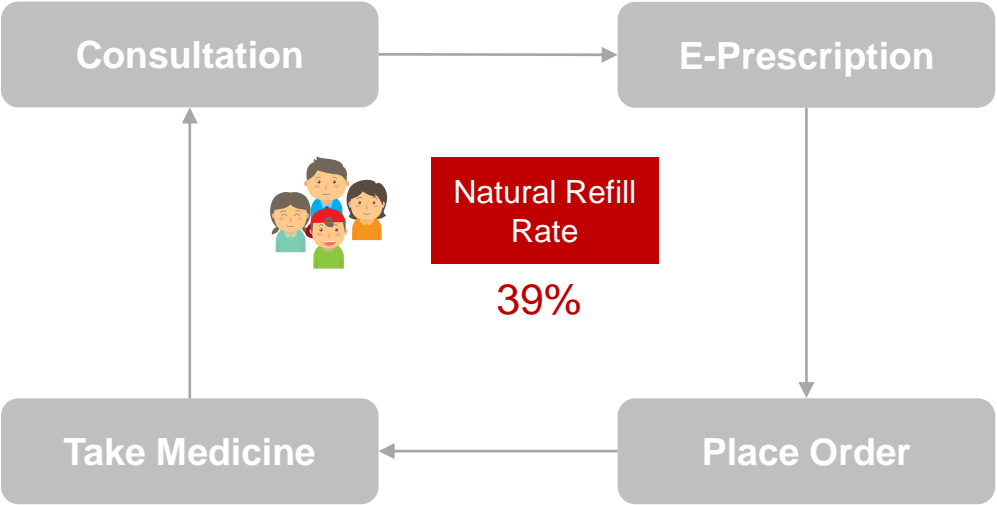 Consultation
E-Prescription
Natural Refill
Rate
39%
Take Medicine
Place Order